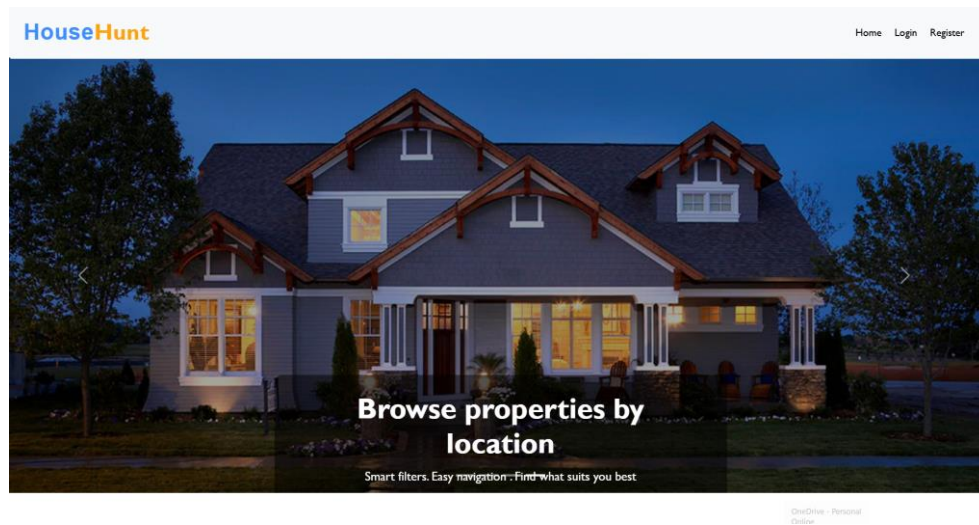 HouseHunt
Home Login Register
Browse properties by
location
Smart filters. Easy navigation . Find what suits you best
OneDrive - Personal
Online